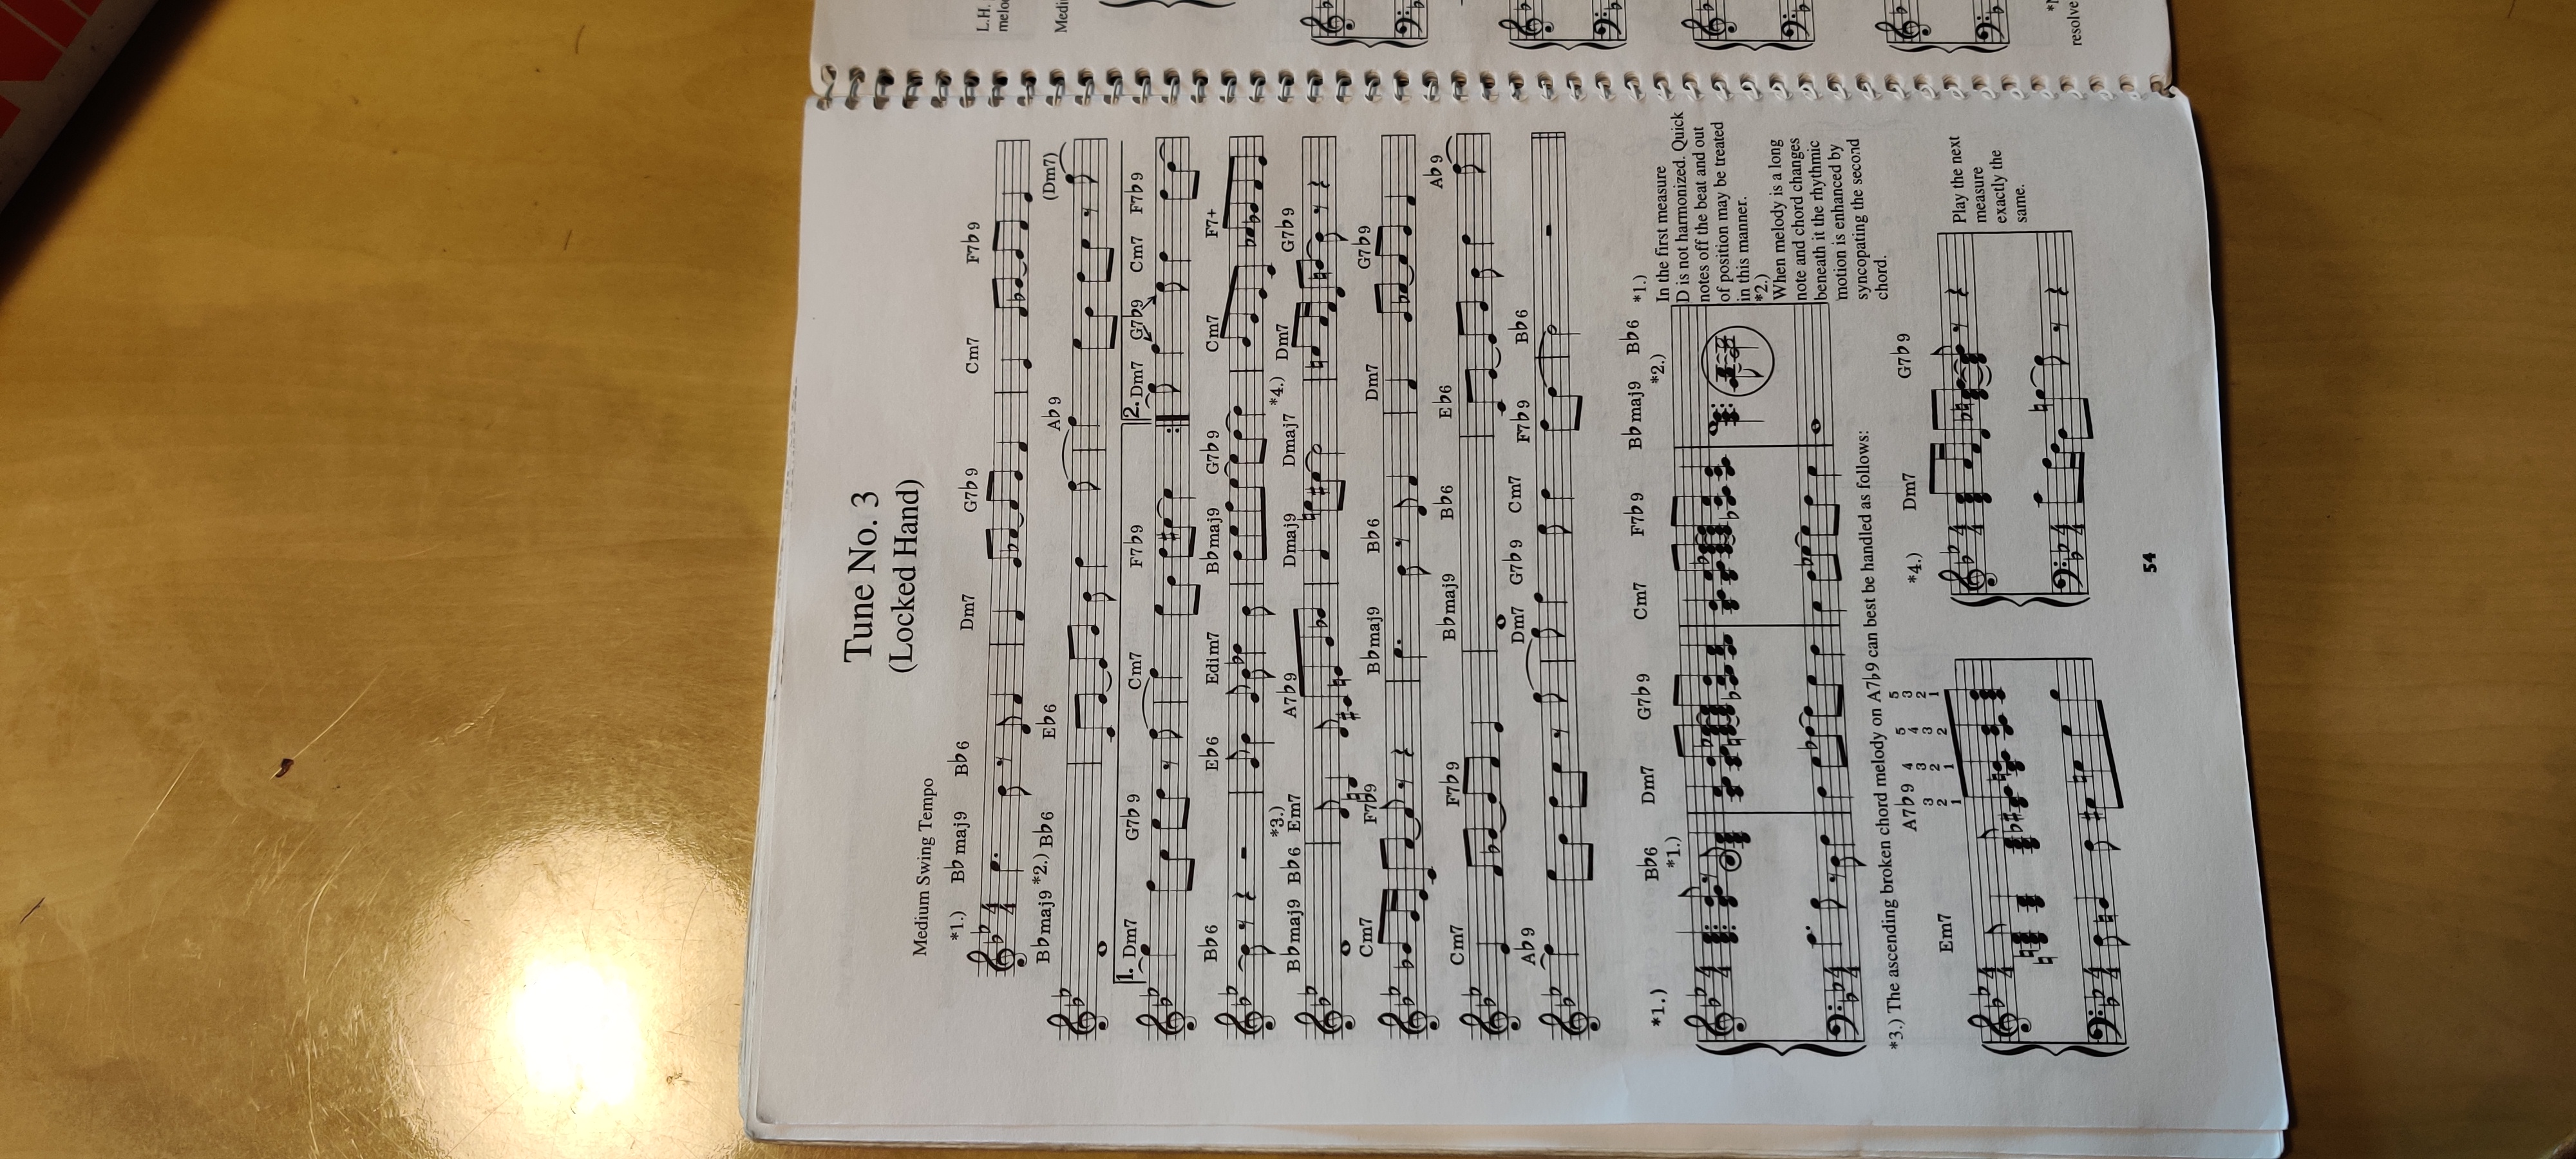 Tune No. 3
(Locked Hand)
Medium Swing Tempo
*1.) B♭maj9 B♭6 Dm7 G7♭9 Cm7 F7♭9
B♭maj9 *2.) B♭6 E♭6 A♭9 (Dm7)
1. Dm7 G7♭9 Cm7 F7♭9 2. Dm7 G7♭9 Cm7 F7♭9
B♭6 E♭6 Edim7 B♭maj9 G7♭9 Cm7 F7+
B♭maj9 B♭6 *3.) Em7 A7♭9 Dmaj9 Dmaj7 *4.) Dm7 G7♭9
Cm7 F7♭9 B♭maj9 B♭6 Dm7 G7♭9
Cm7 F7♭9 B♭maj9 B♭6 E♭6 A♭9
A♭9 Dm7 G7♭9 Cm7 F7♭9 B♭6
*1.) B♭6 *1.) Dm7 G7♭9 Cm7 F7♭9 B♭maj9 *2.) B♭6
*1.)
In the first measure
D is not harmonized. Quick
notes off the beat and out
of position may be treated
in this manner.
*2.)
When melody is a long
note and chord changes
beneath it the rhythmic
motion is enhanced by
syncopating the second
chord.
*3.) The ascending broken chord melody on A7♭9 can best be handled as follows:
Em7 A7♭9
3 2 1
4 3 2 1
5 4 3 2
5 3 2 1
*4.) Dm7 G7♭9
Play the next
measure
exactly the
same.
54
L.H.
Medi
resolve